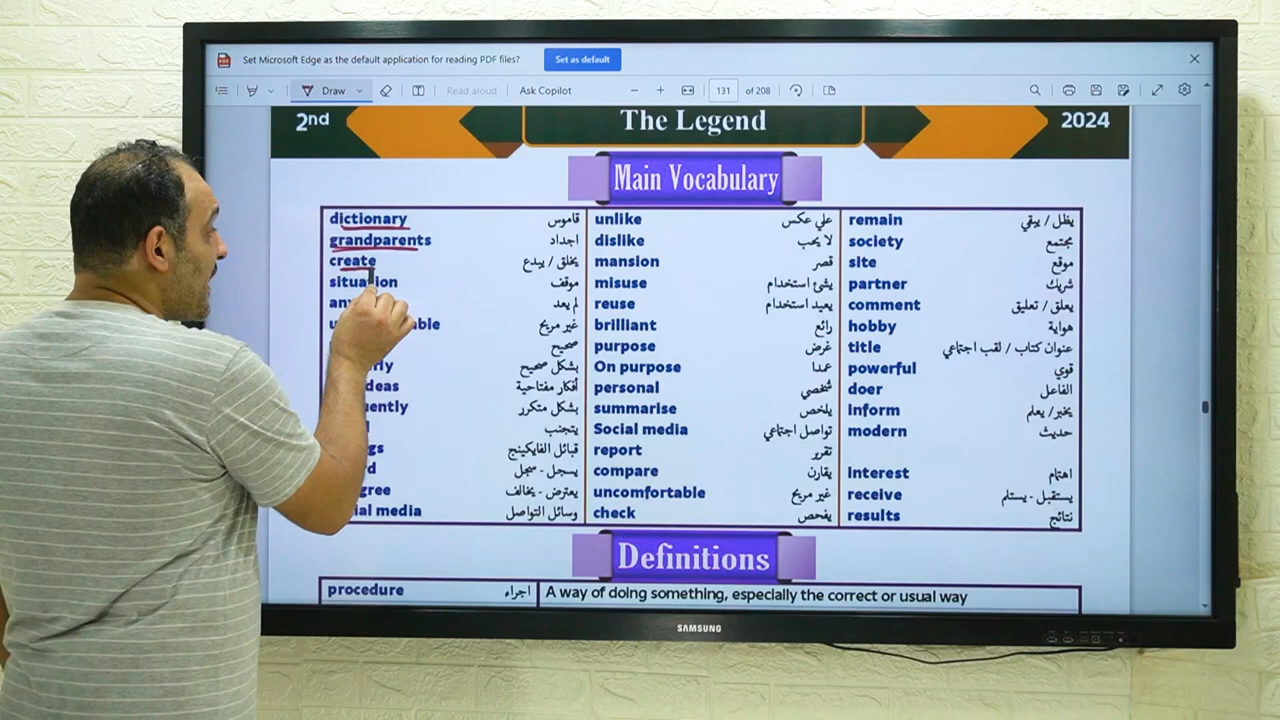 Set Microsoft Edge as the default application for reading PDF files? Set as default
Draw Read aloud Ask Copilot 131 of 208
2nd The Legend 2024
Main Vocabulary
dictionary قاموس unlike علي عكس remain يظل / يبقي
grandparents اجداد dislike لا يحب society مجتمع
create يخلق / يبدع mansion قصر site موقع
situation موقف misuse يسئ استخدام partner شريك
لم يعد reuse يعيد استخدام comment يعلق / تعليق
غير مريح brilliant رائع hobby هواية
صحيح purpose غرض title عنوان كتاب / لقب اجتماعي
بشكل صحيح On purpose عمدا powerful قوي
أفكار مفتاحية personal شخصي doer الفاعل
بشكل متكرر summarise يلخص inform يخبر/ يعلم
يتجنب Social media تواصل اجتماعي modern حديث
قبائل الفايكينج report تقرير
يسجل - سجل compare يقارن interest اهتمام
يعترض - يخالف uncomfortable غير مريح receive يستقبل - يستلم
media وسائل التواصل check يفحص results نتائج
Definitions
procedure اجراء A way of doing something, especially the correct or usual way
SAMSUNG